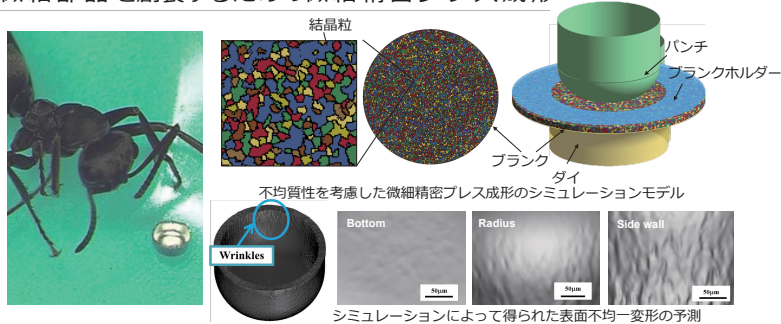 結晶粒
パンチ
ブランクホルダー
ブランク
ダイ
不均質性を考慮した微細精密プレス成形のシミュレーションモデル
Wrinkles
Bottom
50μm
Radius
50μm
Side wall
50μm
シミュレーションによって得られた表面不均一変形の予測